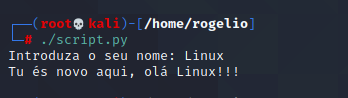 ┌──(root💀kali)-[/home/rogelio]
└─# ./script.py
Introduza o seu nome: Linux
Tu és novo aqui, olá Linux!!!